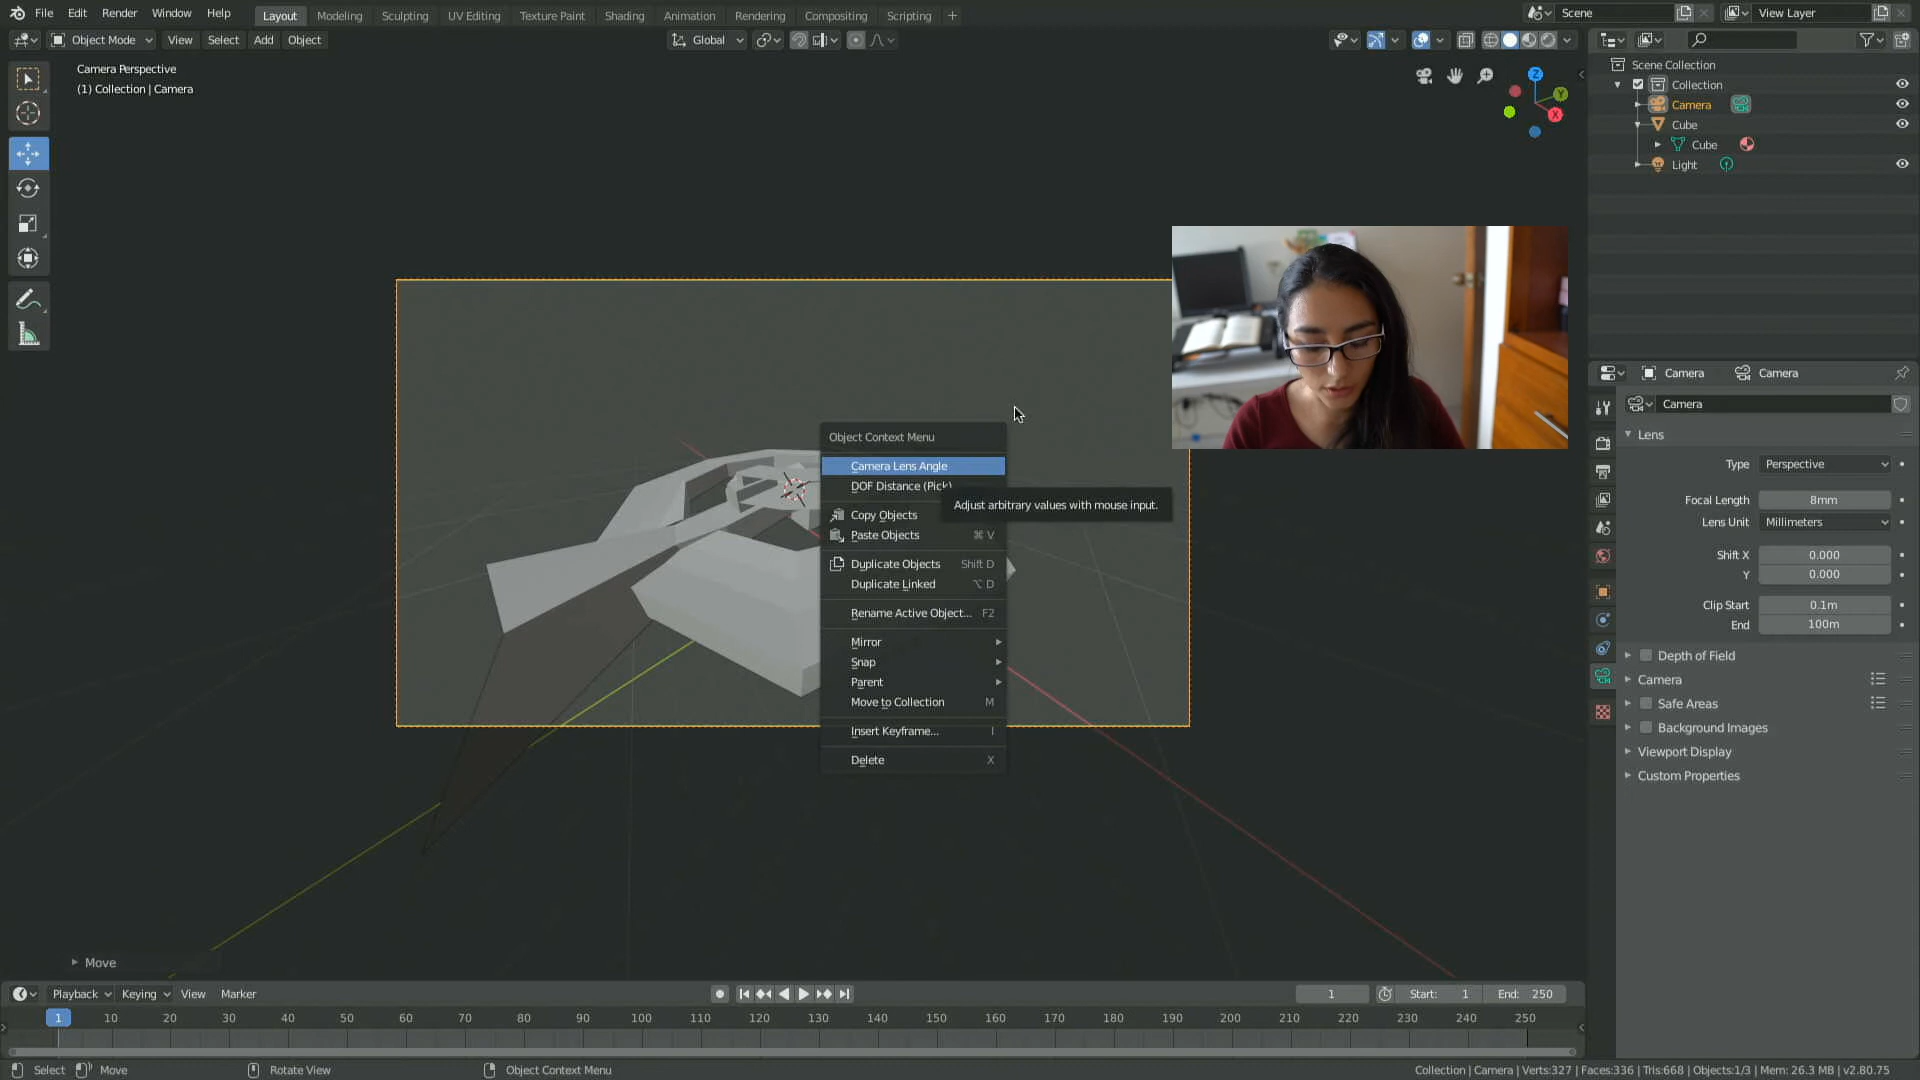 File Edit Render Window Help Layout Modeling Sculpting UV Editing Texture Paint Shading Animation Rendering Compositing Scripting + Scene View Layer
Object Mode View Select Add Object Global
Camera Perspective
(1) Collection | Camera
Z
Y
X
Scene Collection
Collection
Camera
Cube
Cube
Light
Object Context Menu
Camera Lens Angle
DOF Distance (Pick)
Adjust arbitrary values with mouse input.
Copy Objects
Paste Objects ⌘ V
Duplicate Objects Shift D
Duplicate Linked ⌥ D
Rename Active Object... F2
Mirror
Snap
Parent
Move to Collection M
Insert Keyframe... I
Delete X
Camera Camera
Camera
Lens
Type Perspective
Focal Length 8mm
Lens Unit Millimeters
Shift X 0.000
Y 0.000
Clip Start 0.1m
End 100m
Depth of Field
Camera
Safe Areas
Background Images
Viewport Display
Custom Properties
Move
Playback Keying View Marker 1 Start: 1 End: 250
1 10 20 30 40 50 60 70 80 90 100 110 120 130 140 150 160 170 180 190 200 210 220 230 240 250
Select Move Rotate View Object Context Menu Collection | Camera | Verts:327 | Faces:336 | Tris:668 | Objects:1/3 | Mem: 26.3 MB | v2.80.75